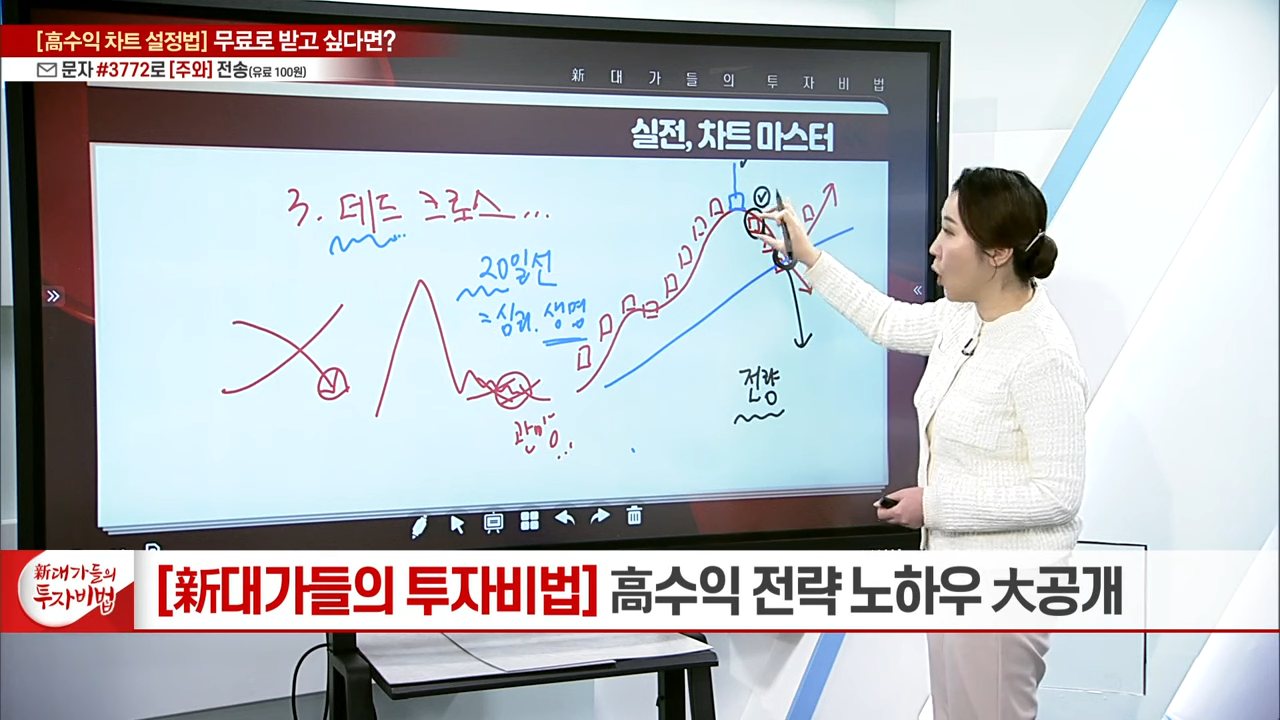 [高수익 차트 설정법] 무료로 받고 싶다면?
문자 #3772로 [주와] 전송(유료 100원)
新대가들의 투자비법
실전, 차트 마스터
3. 데드 크로스...
20일선
=심리. 생명
관망...
전략
新대가들의
투자비법
[新대가들의 투자비법] 高수익 전략 노하우 大공개